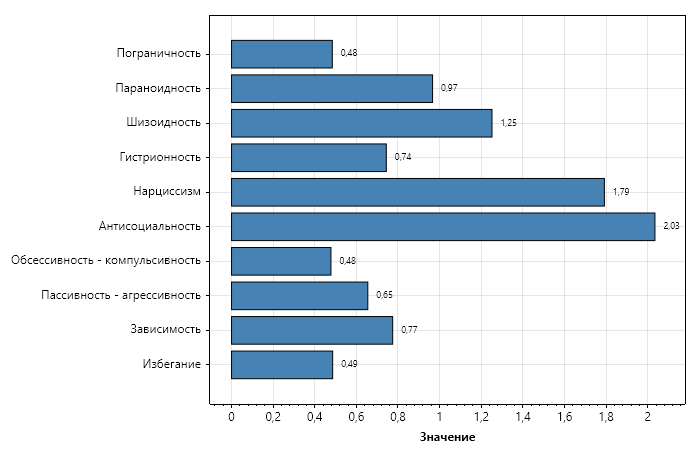 Пограничность 0,48
Параноидность 0,97
Шизоидность 1,25
Гистрионность 0,74
Нарциссизм 1,79
Антисоциальность 2,03
Обсессивность - компульсивность 0,48
Пассивность - агрессивность 0,65
Зависимость 0,77
Избегание 0,49
0 0,2 0,4 0,6 0,8 1 1,2 1,4 1,6 1,8 2
Значение